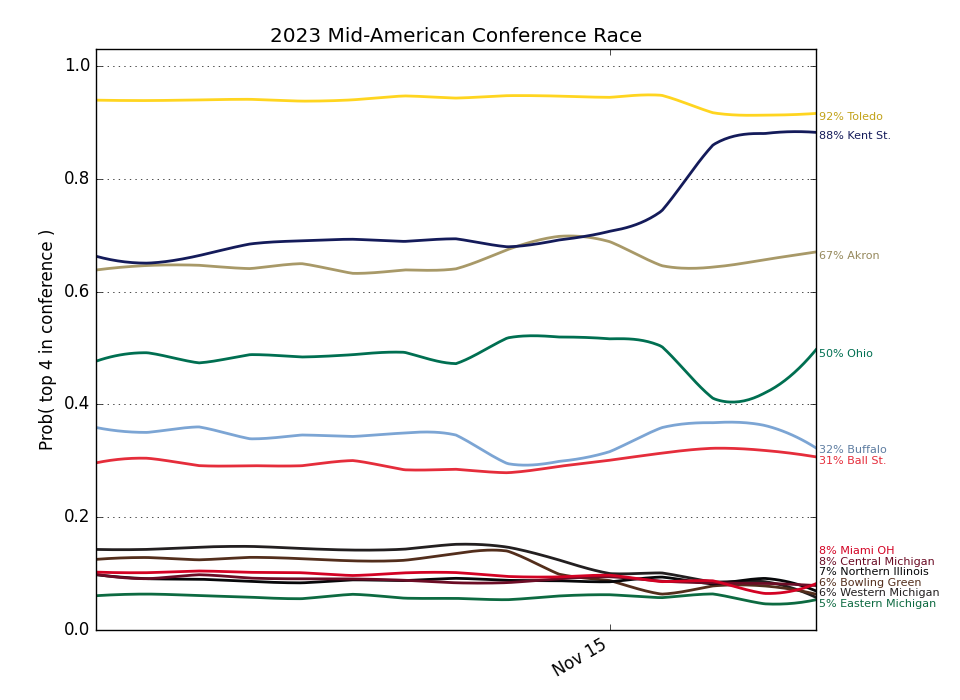 2023 Mid-American Conference Race
Prob( top 4 in conference )
1.0
0.8
0.6
0.4
0.2
0.0
Nov 15
92% Toledo
88% Kent St.
67% Akron
50% Ohio
32% Buffalo
31% Ball St.
8% Miami OH
8% Central Michigan
7% Northern Illinois
6% Bowling Green
6% Western Michigan
5% Eastern Michigan